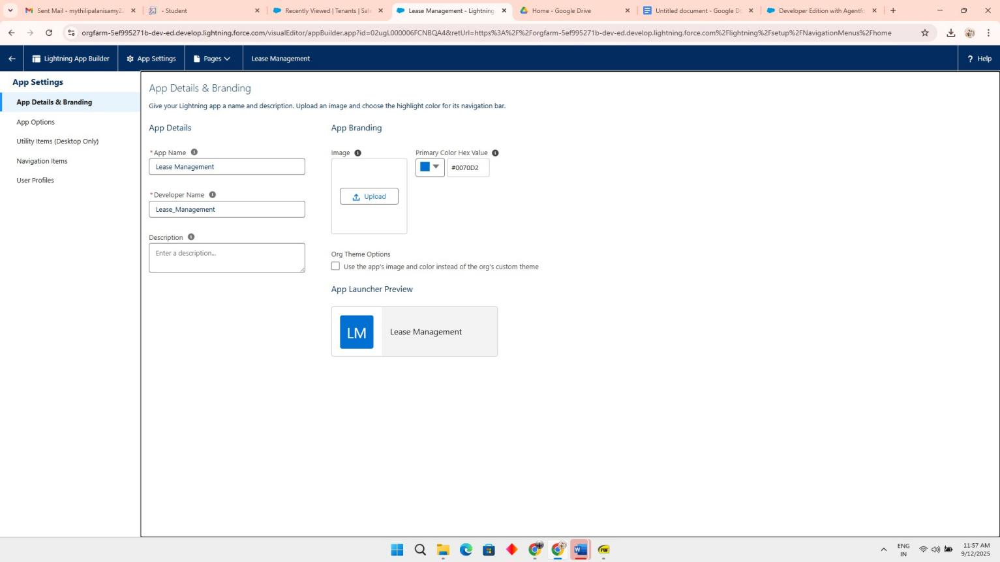 Sent Mail - mythilipalanisamy22
- Student
Recently Viewed | Tenants | Sale
Lease Management - Lightning
Home - Google Drive
Untitled document - Google Do
Developer Edition with Agentfo
orgfarm-5ef995271b-dev-ed.develop.lightning.force.com/visualEditor/appBuilder.app?id=02ugL000006FCNBQA4&retUrl=https%3A%2F%2Forgfarm-5ef995271b-dev-ed.develop.lightning.force.com%2Flightning%2Fsetup%2FNavigationMenus%2Fhome
Lightning App Builder
App Settings
Pages
Lease Management
? Help
App Settings
App Details & Branding
App Options
Utility Items (Desktop Only)
Navigation Items
User Profiles
App Details & Branding
Give your Lightning app a name and description. Upload an image and choose the highlight color for its navigation bar.
App Details
*App Name
Lease Management
*Developer Name
Lease_Management
Description
Enter a description...
App Branding
Image
Upload
Primary Color Hex Value
#0070D2
Org Theme Options
Use the app's image and color instead of the org's custom theme
App Launcher Preview
LM
Lease Management
ENG
IN
11:57 AM
9/12/2025